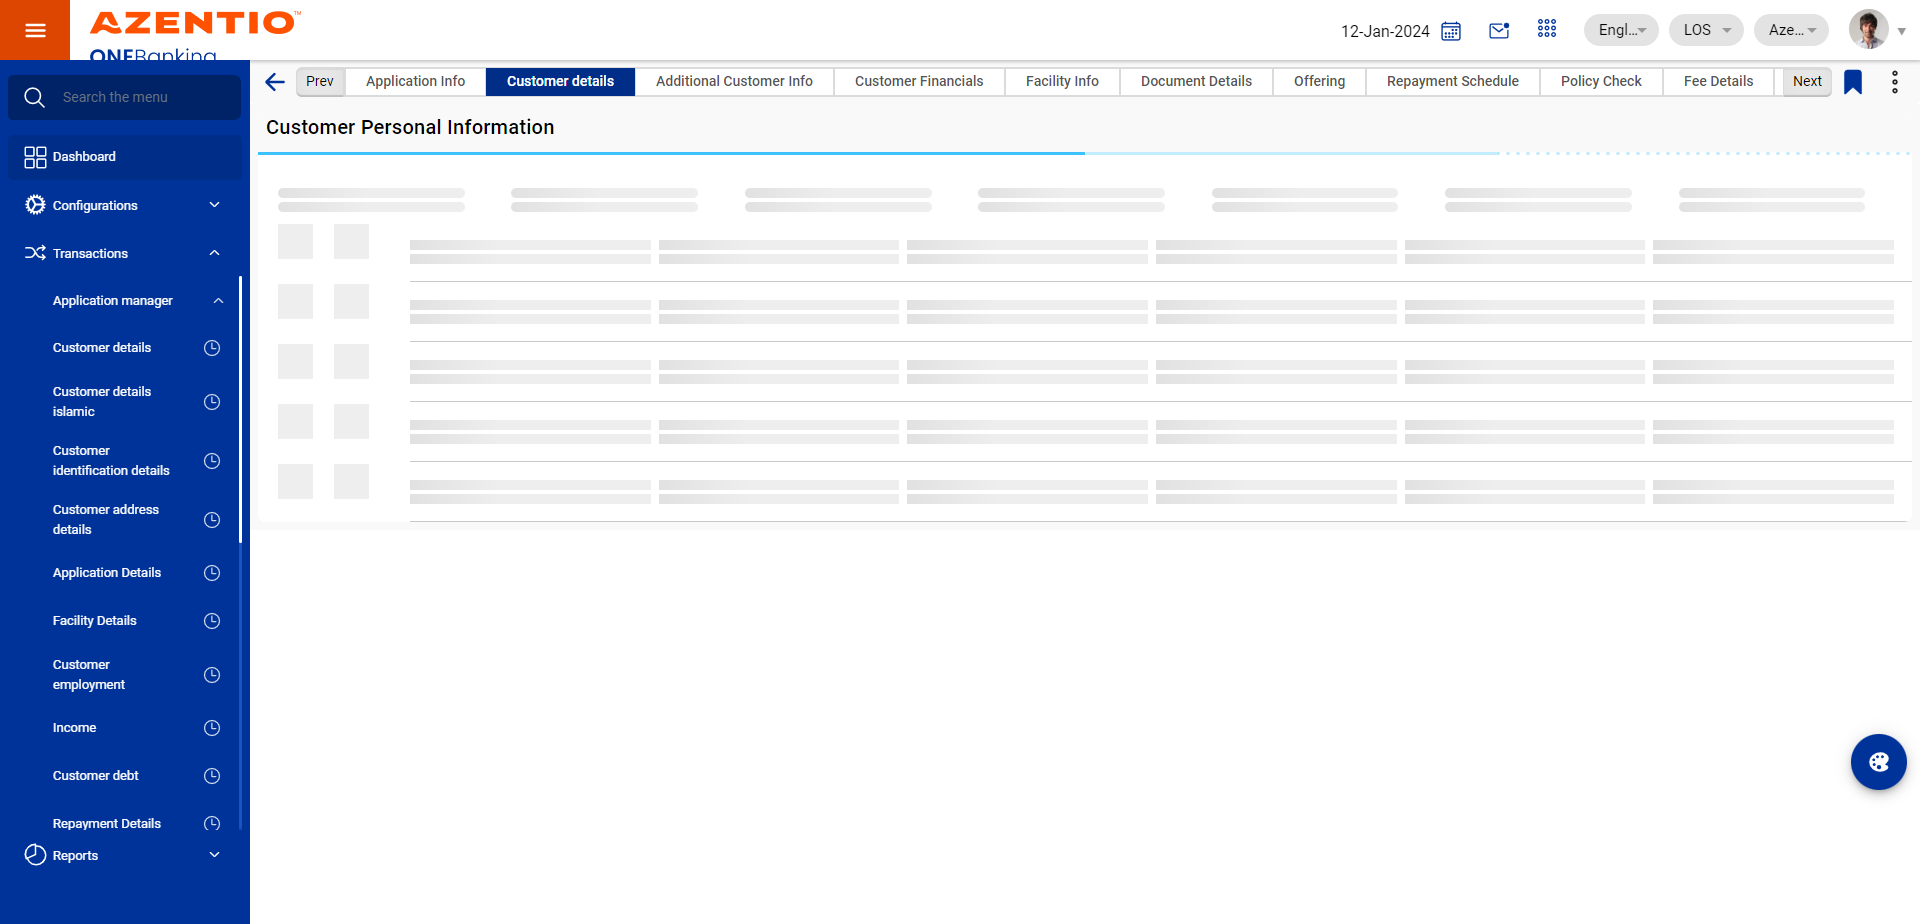 AZENTIO™
ONEBanking
12-Jan-2024
Engl...
LOS
Aze...
Search the menu
Dashboard
Configurations
Transactions
Application manager
Customer details
Customer details
islamic
Customer
identification details
Customer address
details
Application Details
Facility Details
Customer
employment
Income
Customer debt
Repayment Details
Reports
Prev
Application Info
Customer details
Additional Customer Info
Customer Financials
Facility Info
Document Details
Offering
Repayment Schedule
Policy Check
Fee Details
Next
Customer Personal Information